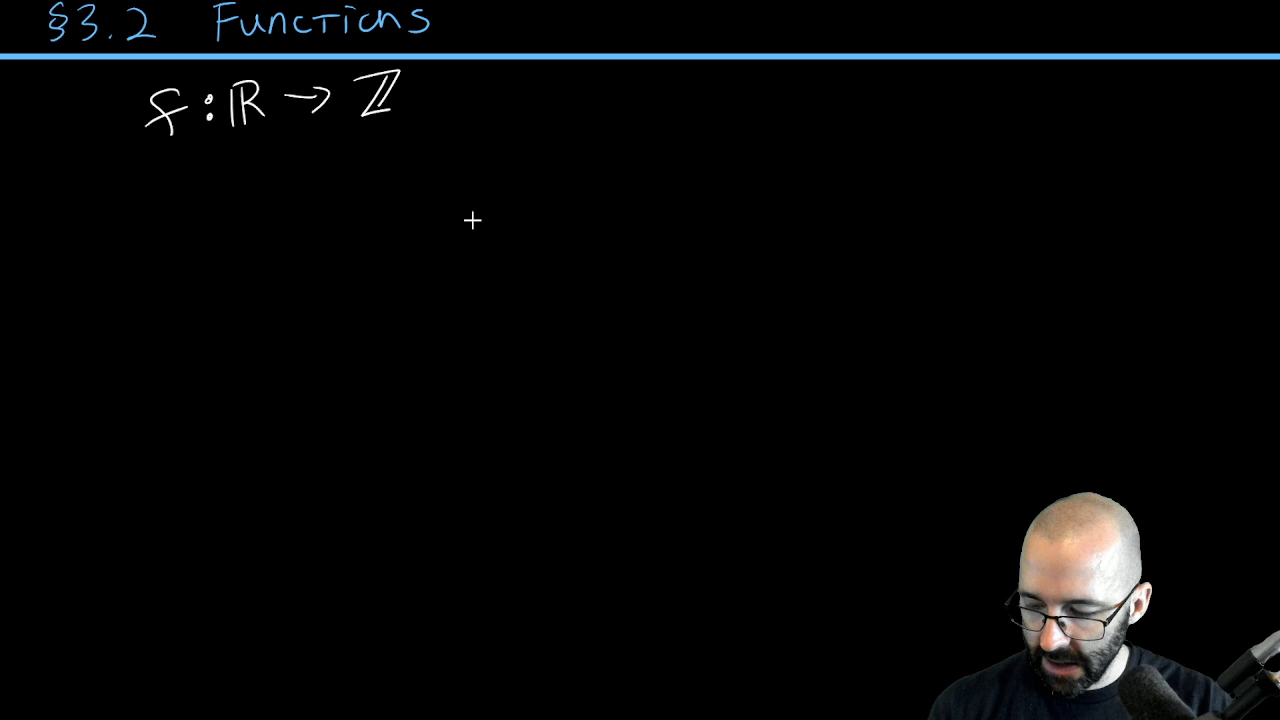 §3.2 Functions
f : ℝ → ℤ